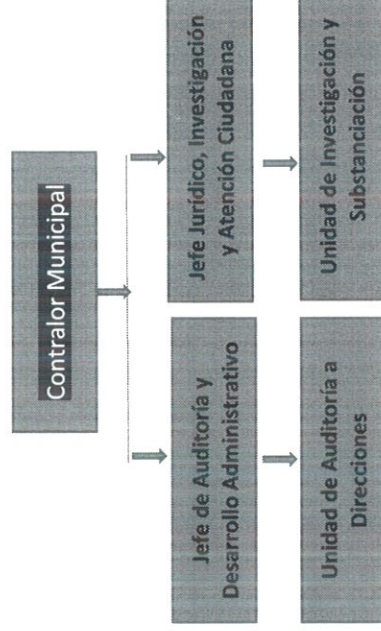 Contralor Municipal
Jefe de Auditoría y
Desarrollo Administrativo
Jefe Jurídico, Investigación
y Atención Ciudadana
Unidad de Auditoría a
Direcciones
Unidad de Investigación y
Substanciación